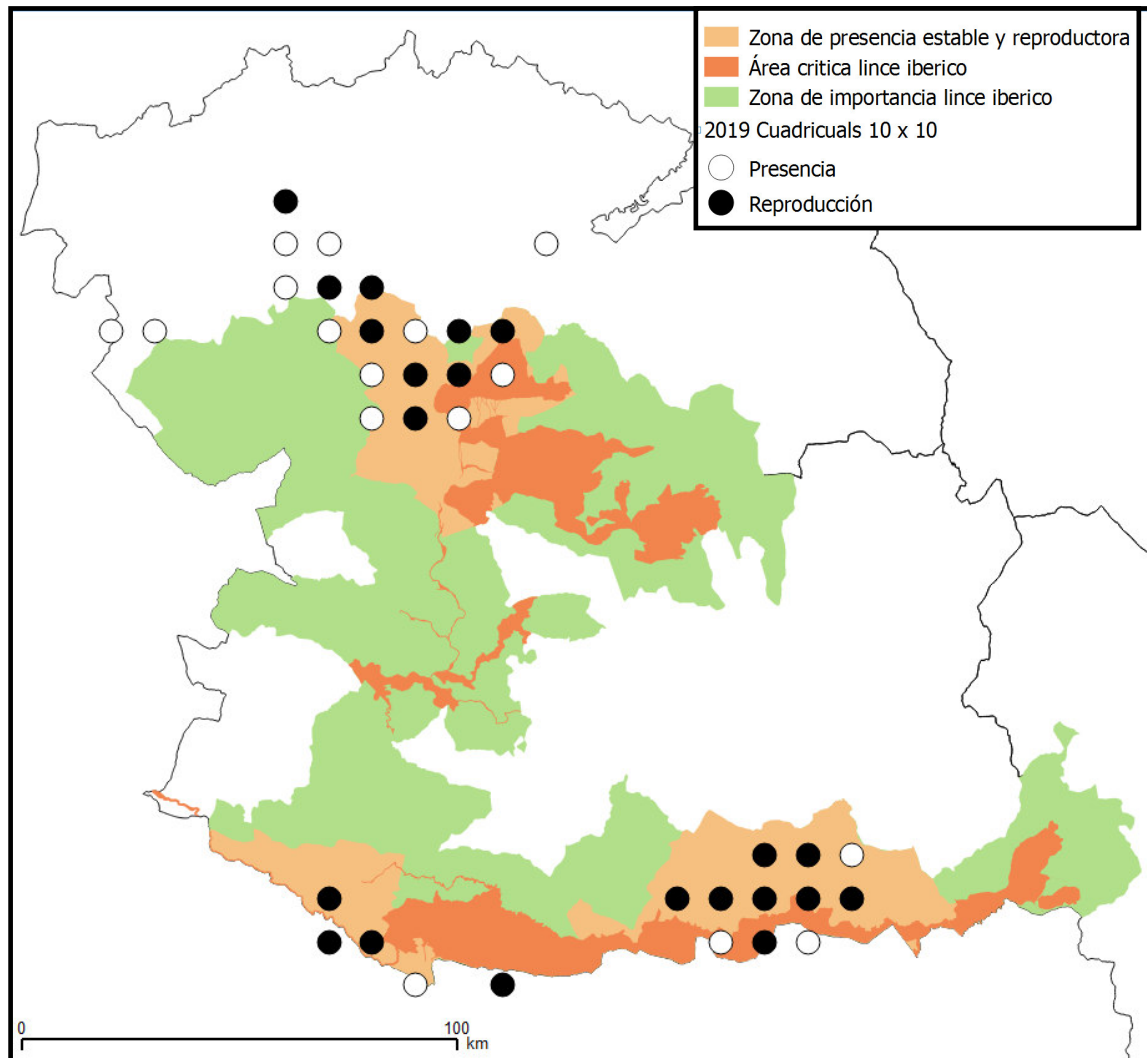 Zona de presencia estable y reproductora
Área critica lince iberico
Zona de importancia lince iberico
2019 Cuadricuals 10 x 10
Presencia
Reproducción
0
100
km